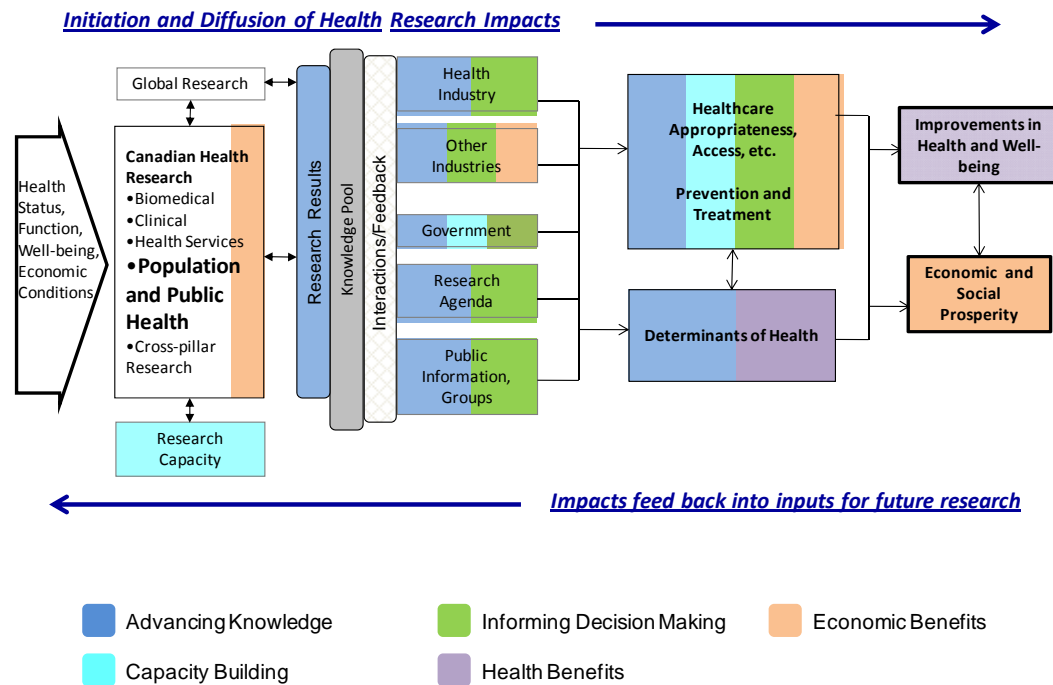 Initiation and Diffusion of Health Research Impacts
Global Research
Health
Status,
Function,
Well-being,
Economic
Conditions
Canadian Health
Research
•Biomedical
•Clinical
•Health Services
•Population
and Public
Health
•Cross-pillar
Research
Research
Capacity
Research Results
Knowledge Pool
Interactions/Feedback
Health
Industry
Other
Industries
Government
Research
Agenda
Public
Information,
Groups
Healthcare
Appropriateness,
Access, etc.
Prevention and
Treatment
Determinants of Health
Improvements in
Health and Well-
being
Economic and
Social
Prosperity
Impacts feed back into inputs for future research
Advancing Knowledge
Informing Decision Making
Economic Benefits
Capacity Building
Health Benefits